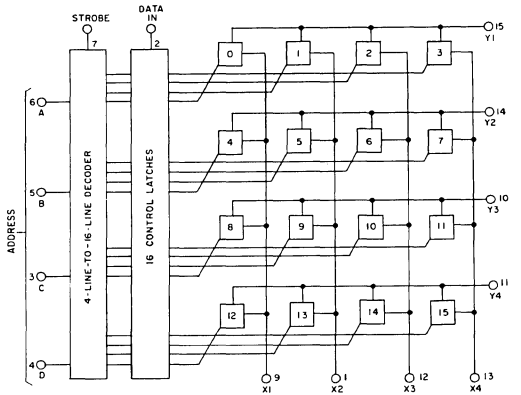 STROBE
7
DATA
IN
2
15
Y1
0
1
2
3
6
A
14
Y2
4
5
6
7
ADDRESS
5
B
4-LINE-TO-16-LINE DECODER
16 CONTROL LATCHES
10
Y3
8
9
10
11
3
C
11
Y4
12
13
14
15
4
D
9
X1
1
X2
12
X3
13
X4